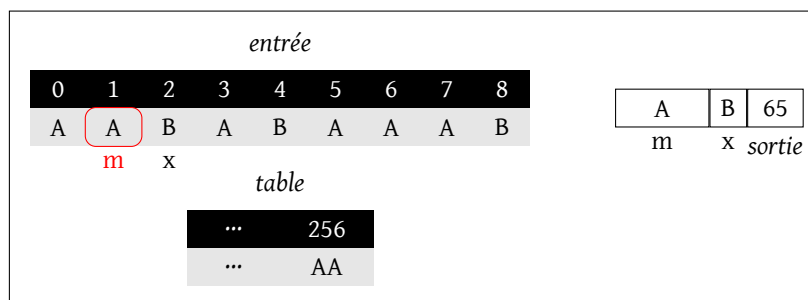 entrée
0 1 2 3 4 5 6 7 8
A A B A B A A A B
m x
A B 65
m x sortie
table
... 256
... AA